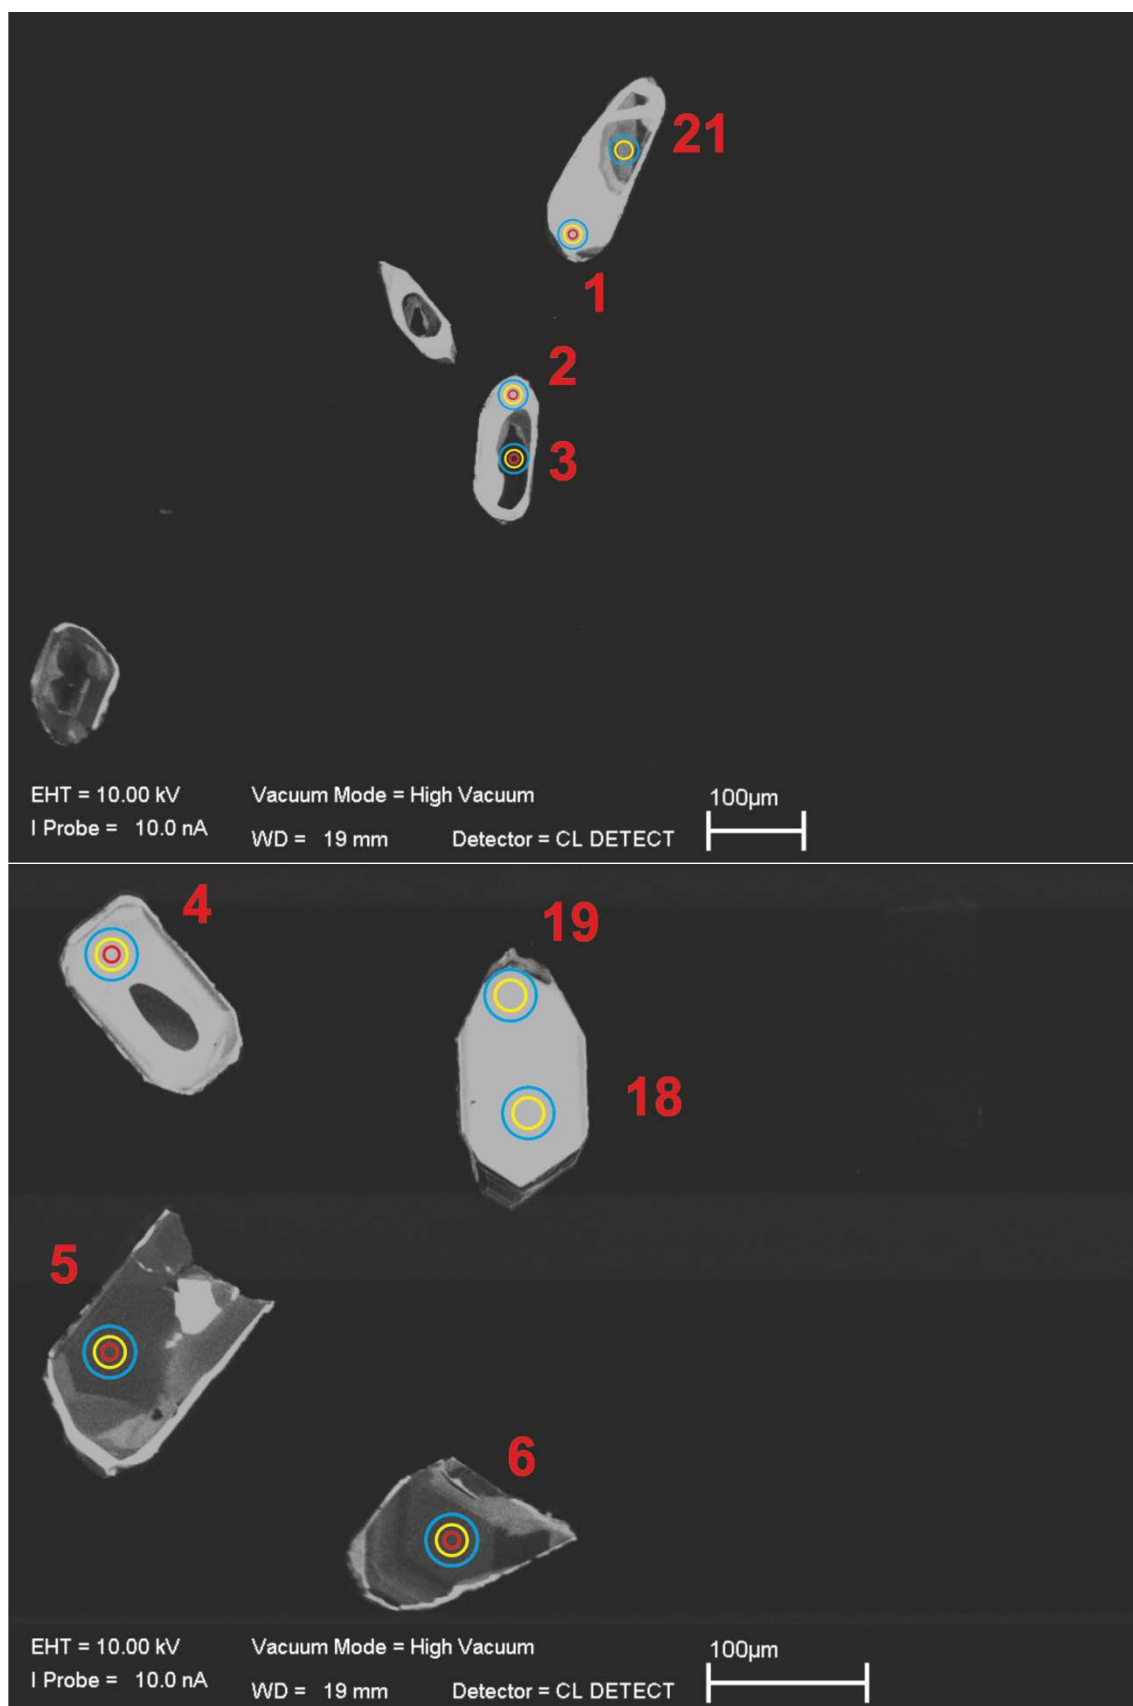 21
1
2
3
EHT = 10.00 kV
Vacuum Mode = High Vacuum
100µm
I Probe = 10.0 nA
WD = 19 mm
Detector = CL DETECT
4
19
18
5
6
EHT = 10.00 kV
Vacuum Mode = High Vacuum
100µm
I Probe = 10.0 nA
WD = 19 mm
Detector = CL DETECT